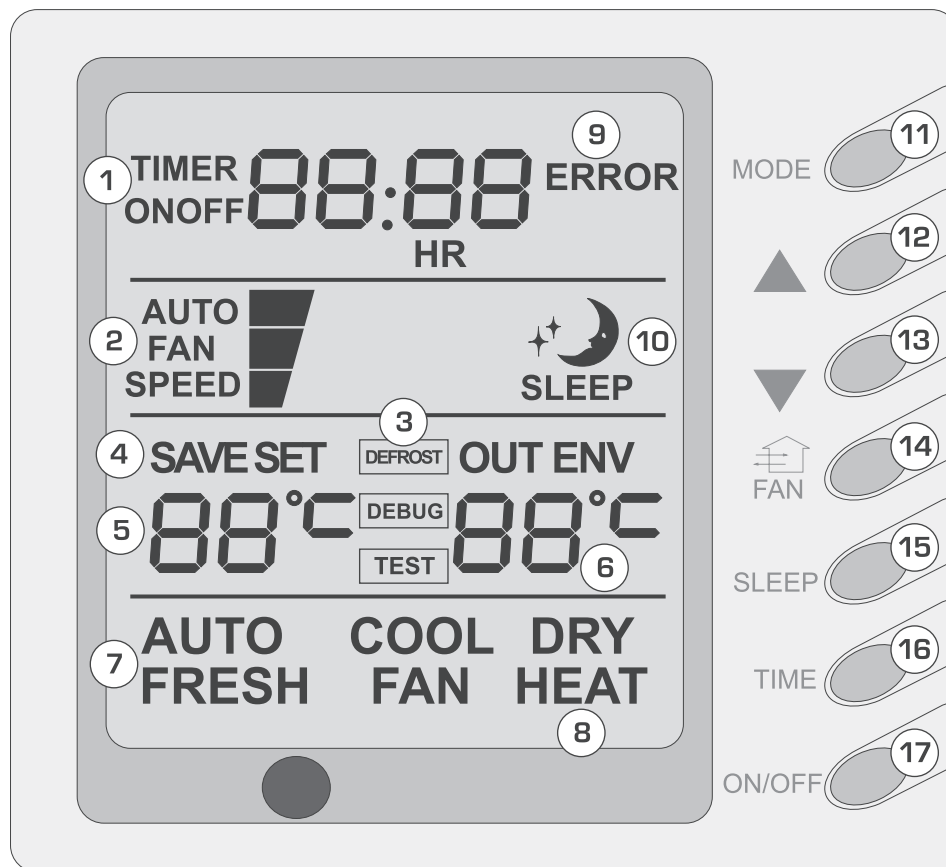 TIMER 88:88 ERROR
ONOFF
HR
AUTO
FAN
SPEED
SLEEP
SAVE SET DEFROST OUT ENV
88°C DEBUG 88°C
TEST
AUTO COOL DRY
FRESH FAN HEAT
1
2
3
4
5
6
7
8
9
10
MODE 11
12
13
14
FAN
SLEEP 15
TIME 16
ON/OFF 17